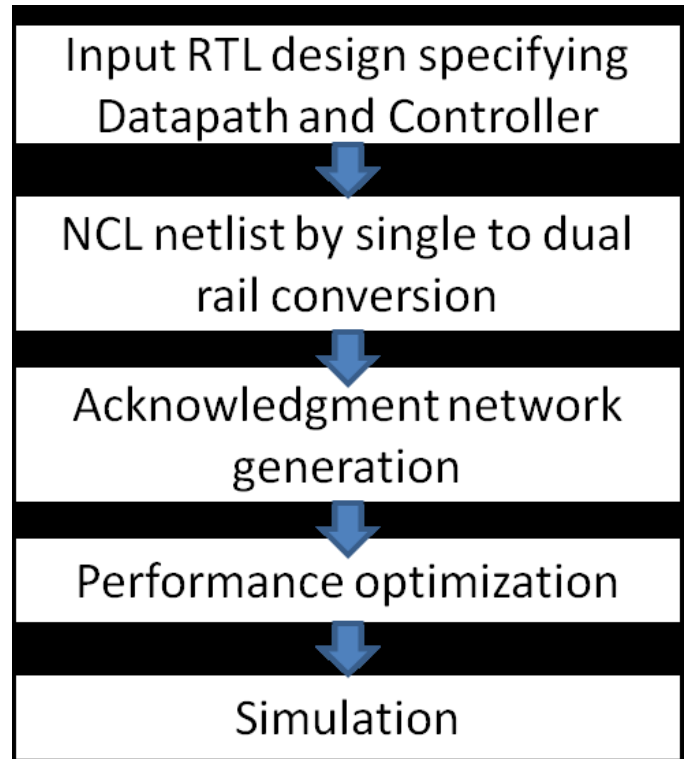 Input RTL design specifying
Datapath and Controller
NCL netlist by single to dual
rail conversion
Acknowledgment network
generation
Performance optimization
Simulation